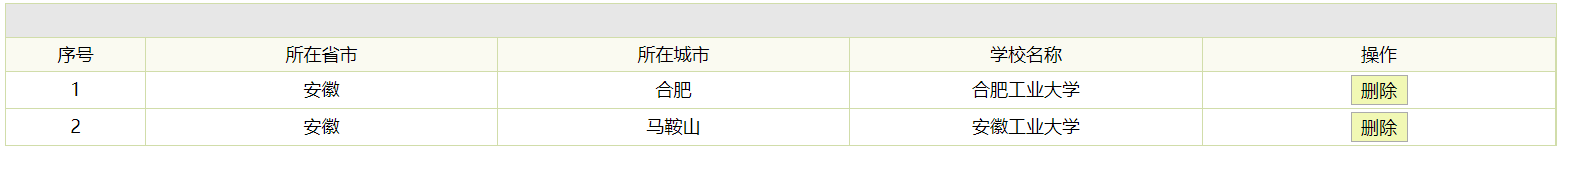 序号 所在省市 所在城市 学校名称 操作
1 安徽 合肥 合肥工业大学 删除
2 安徽 马鞍山 安徽工业大学 删除